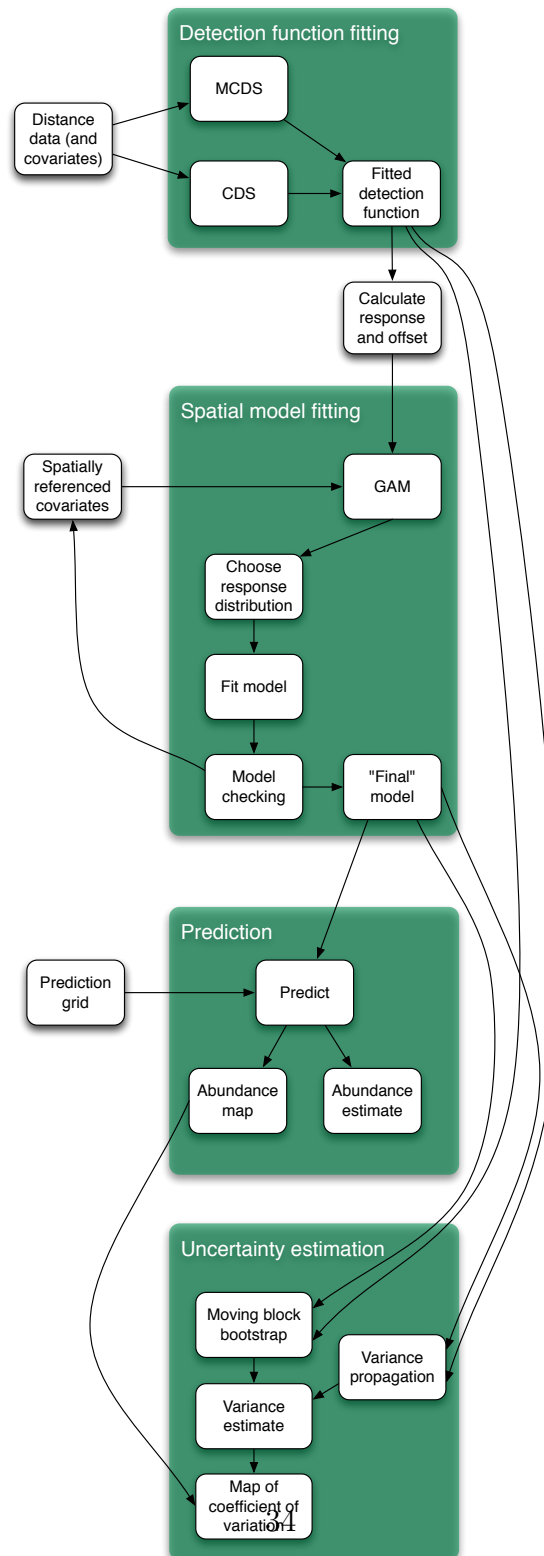 Detection function fitting
MCDS
Distance
data (and
covariates)
CDS
Fitted
detection
function
Calculate
response
and offset
Spatial model fitting
Spatially
referenced
covariates
GAM
Choose
response
distribution
Fit model
Model
checking
"Final"
model
Prediction
Prediction
grid
Predict
Abundance
map
Abundance
estimate
Uncertainty estimation
Moving block
bootstrap
Variance
propagation
Variance
estimate
Map of
coefficient of
variation
34